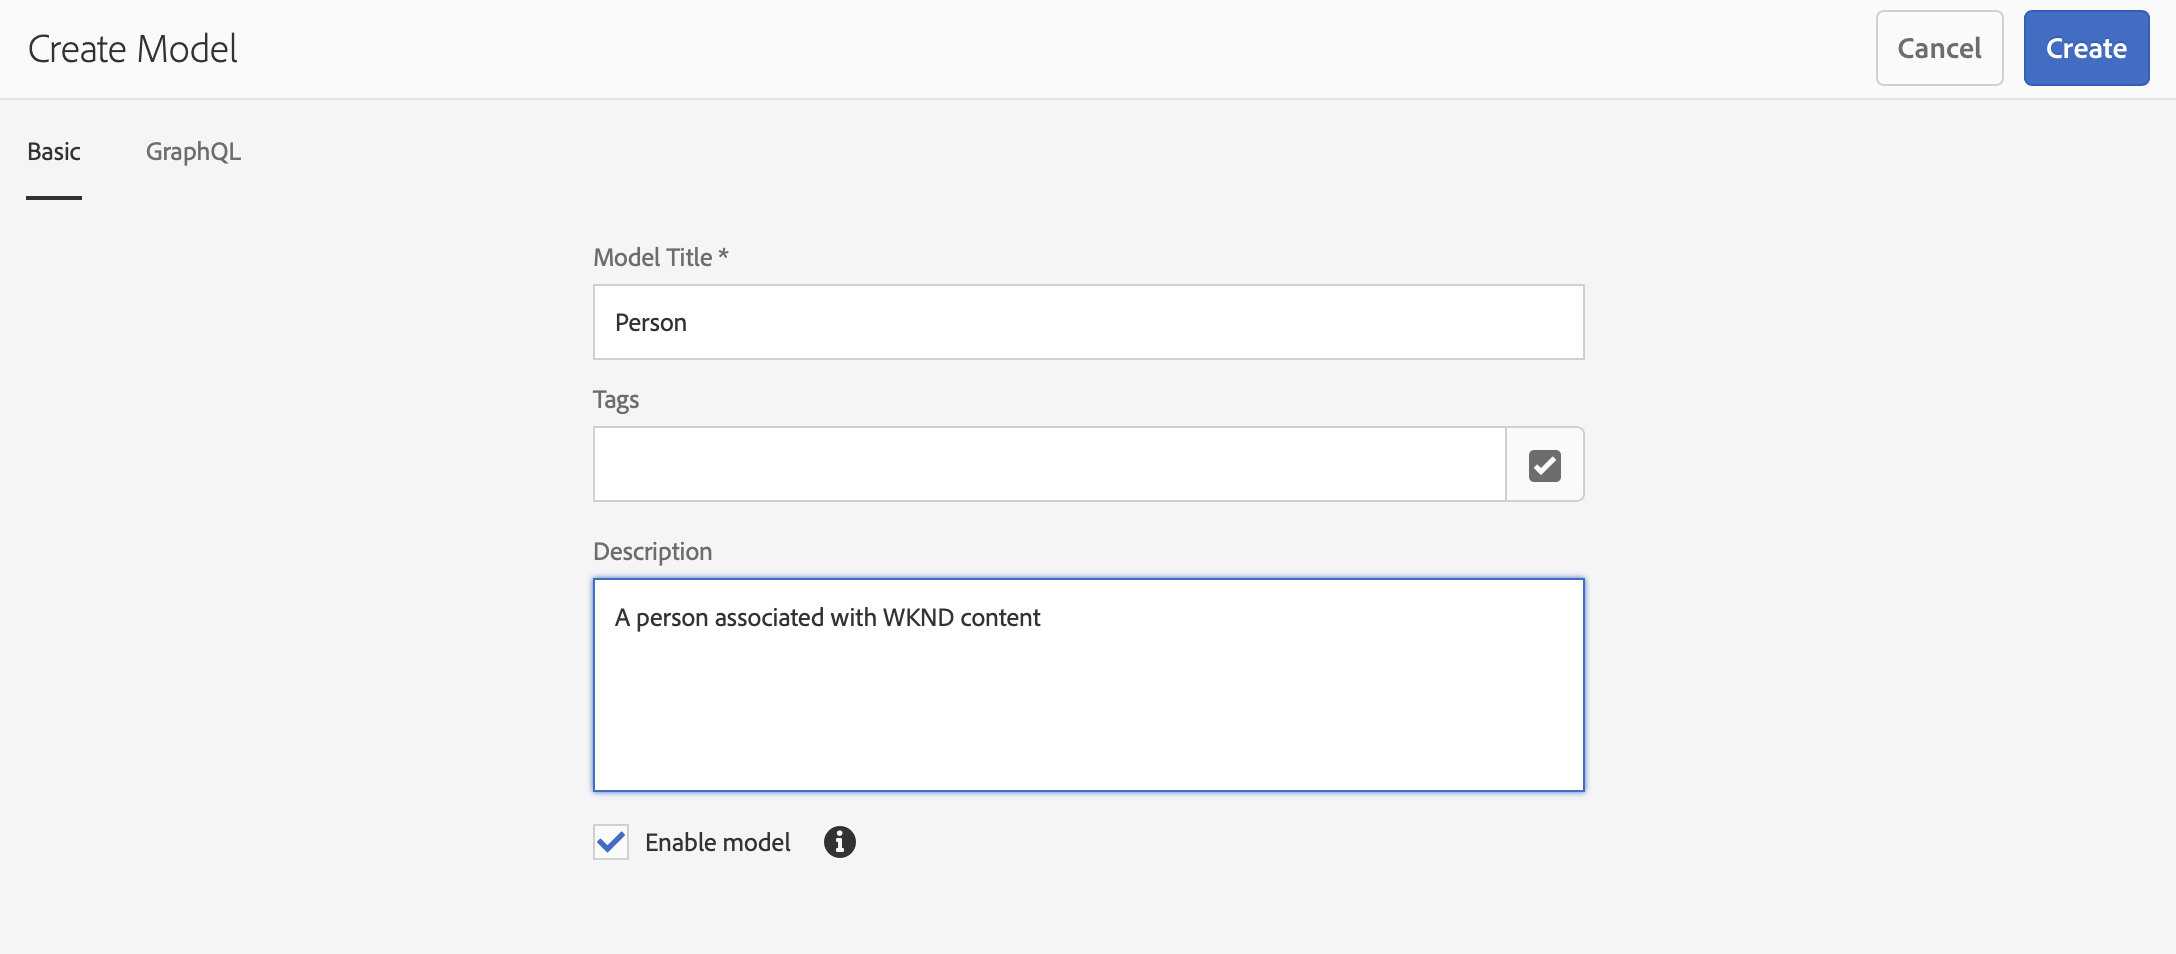 Create Model
Cancel
Create
Basic
GraphQL
Model Title *
Person
Tags
Description
A person associated with WKND content
Enable model